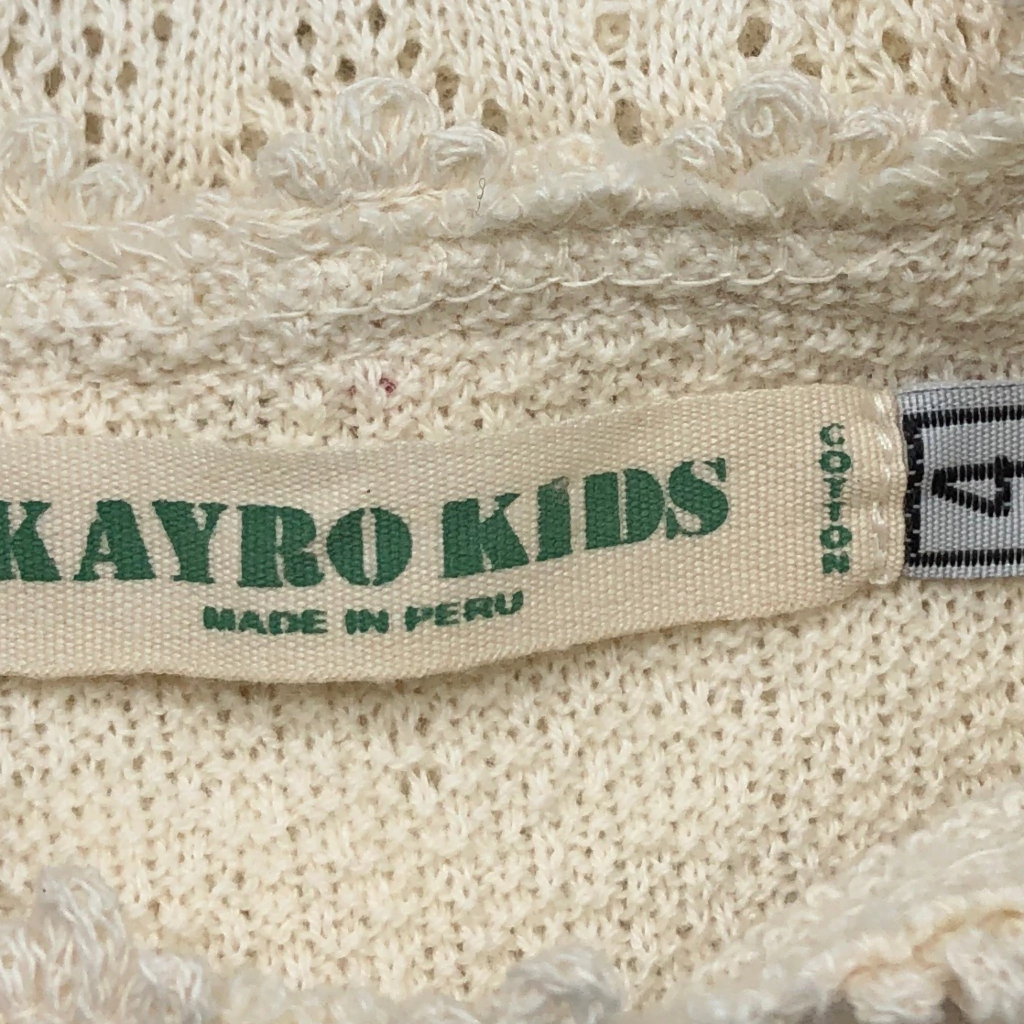 KAYRO KIDS
MADE IN PERU
COTTON
4